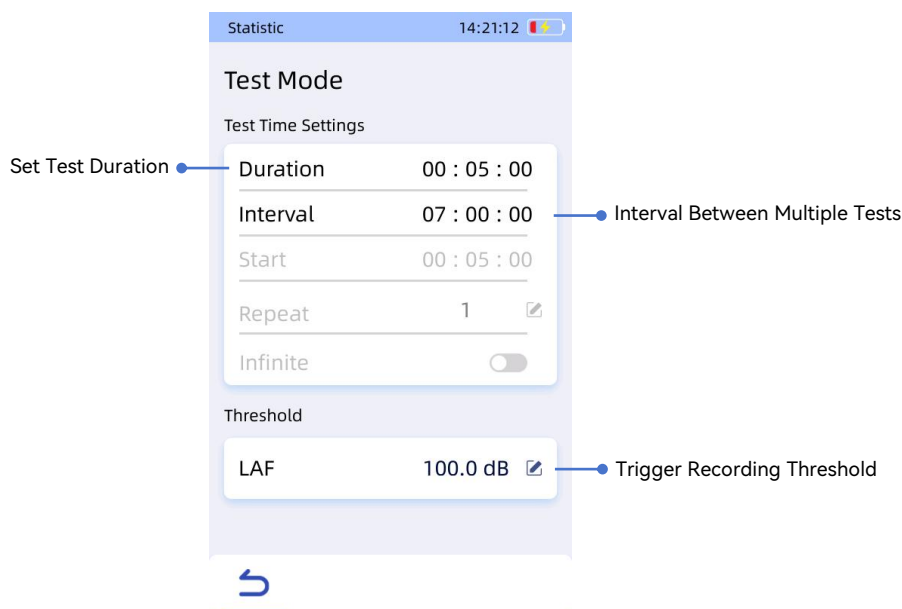 Statistic 14:21:12
Test Mode
Test Time Settings
Set Test Duration
Duration 00 : 05 : 00
Interval 07 : 00 : 00
Interval Between Multiple Tests
Start 00 : 05 : 00
Repeat 1
Infinite
Threshold
LAF 100.0 dB
Trigger Recording Threshold